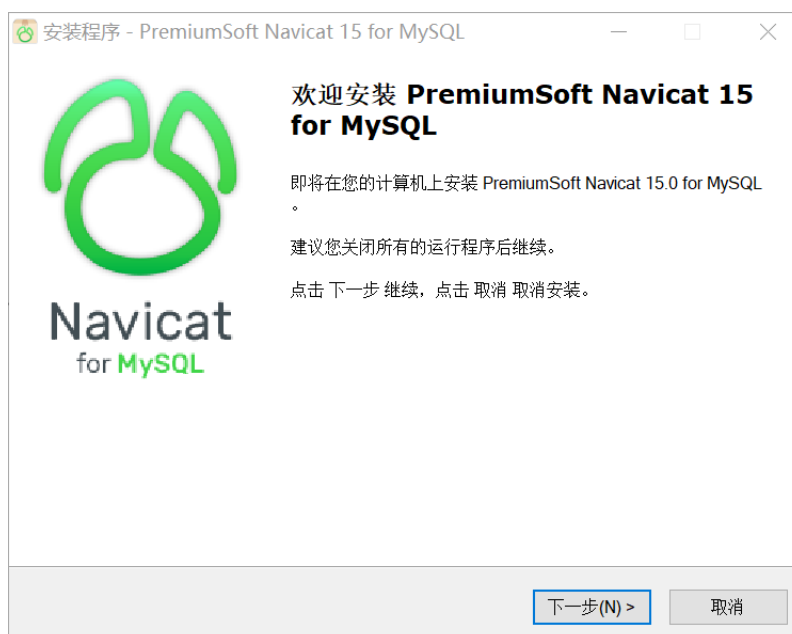 安装程序 - PremiumSoft Navicat 15 for MySQL
欢迎安装 PremiumSoft Navicat 15
for MySQL
即将在您的计算机上安装 PremiumSoft Navicat 15.0 for MySQL
。
建议您关闭所有的运行程序后继续。
点击 下一步 继续，点击 取消 取消安装。
Navicat
for MySQL
下一步(N) >
取消